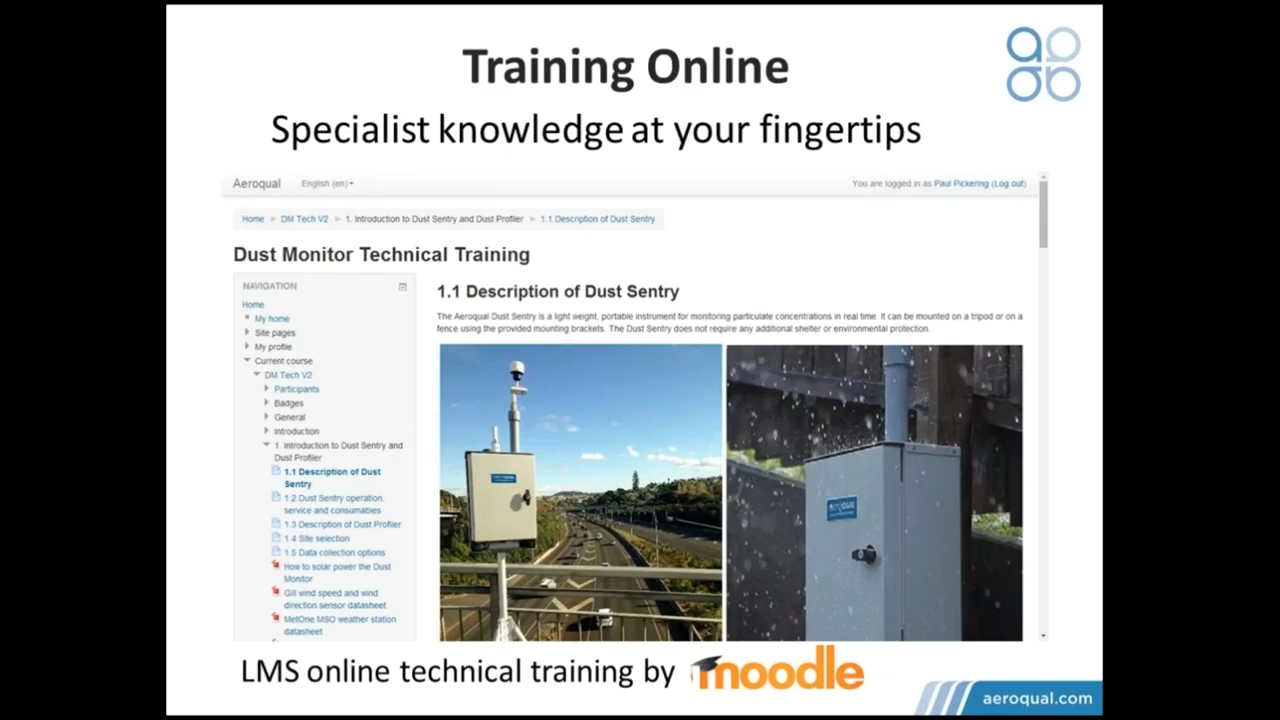 Training Online
Specialist knowledge at your fingertips
Aeroqual English (en)
You are logged in as Paul Pickering (Log out)
Home DM Tech V2 1. Introduction to Dust Sentry and Dust Profiler 1.1 Description of Dust Sentry
Dust Monitor Technical Training
NAVIGATION
Home
My home
Site pages
My profile
Current course
DM Tech V2
Participants
Badges
General
Introduction
1. Introduction to Dust Sentry and
Dust Profiler
1.1 Description of Dust
Sentry
1.2 Dust Sentry operation,
service and consumables
1.3 Description of Dust Profiler
1.4 Site selection
1.5 Data collection options
How to solar power the Dust
Monitor
Gill wind speed and wind
direction sensor datasheet
MetOne MSO weather station
datasheet
1.1 Description of Dust Sentry
The Aeroqual Dust Sentry is a light weight, portable instrument for monitoring particulate concentrations in real time. It can be mounted on a tripod or on a
fence using the provided mounting brackets. The Dust Sentry does not require any additional shelter or environmental protection.
AEROQUAL
LMS online technical training by moodle
aeroqual.com